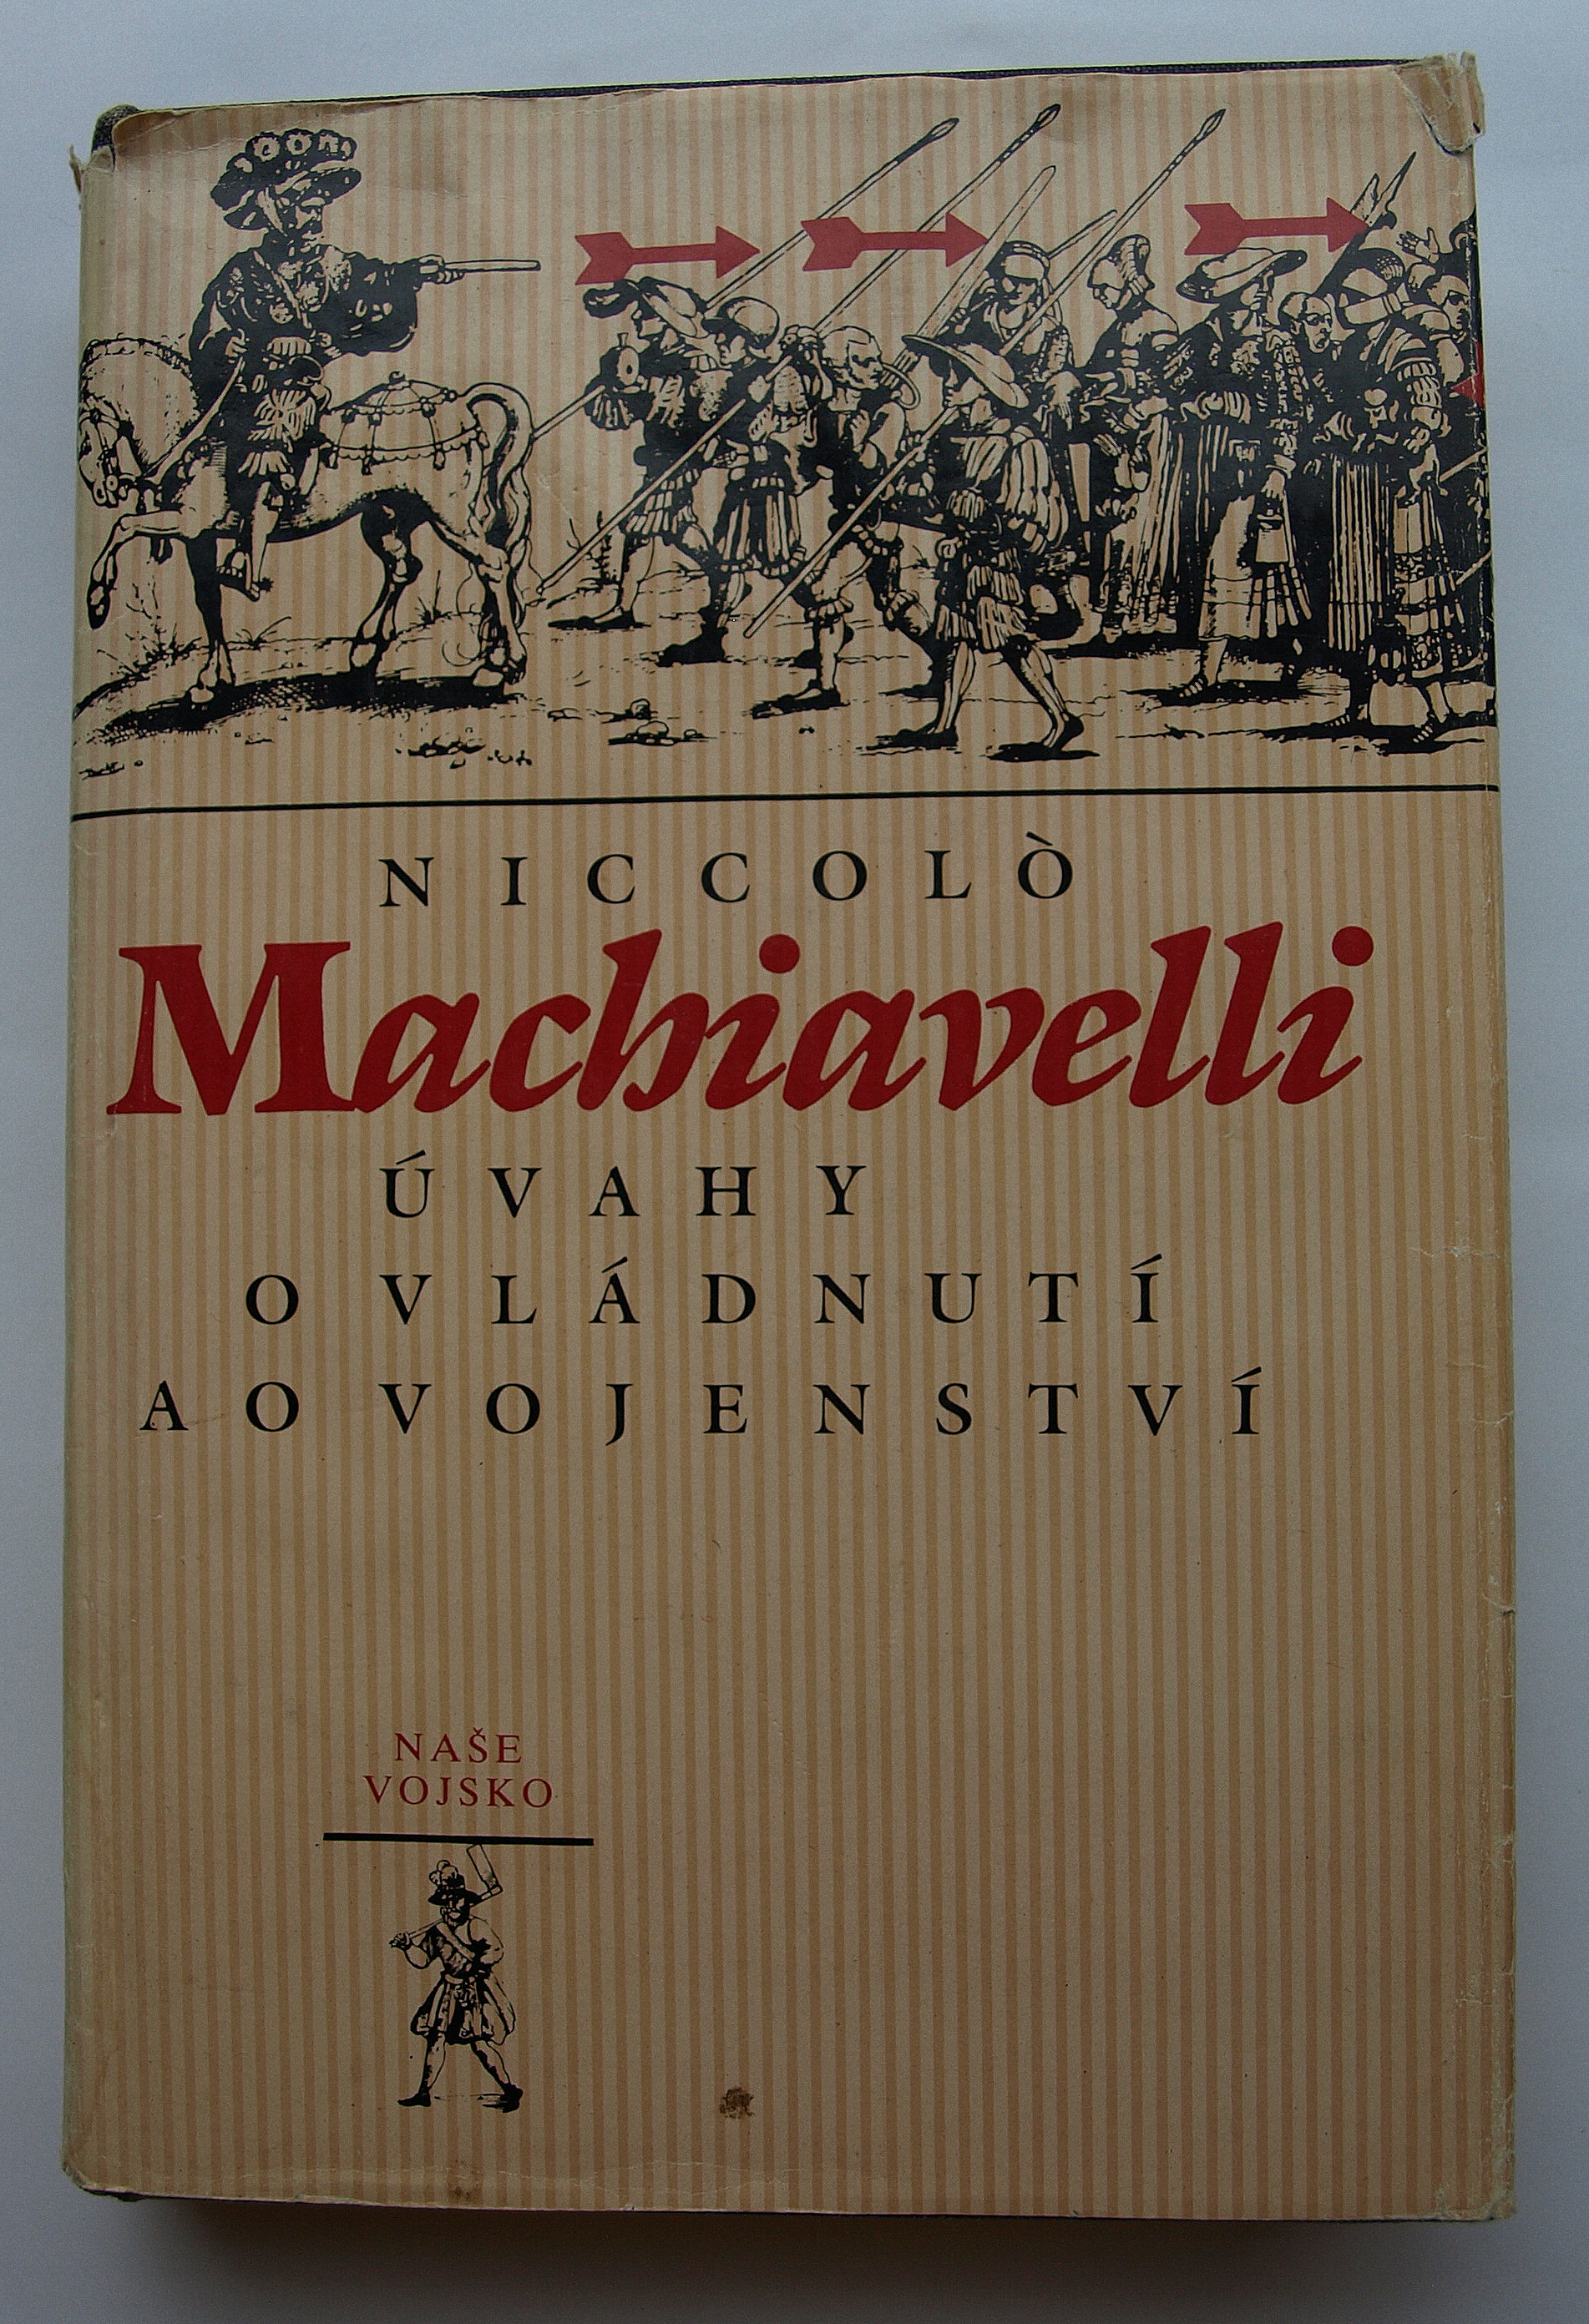 NICCOLÒ
Machiavelli
ÚVAHY
O VLÁDNUTÍ
A O VOJENSTVÍ
NAŠE
VOJSKO